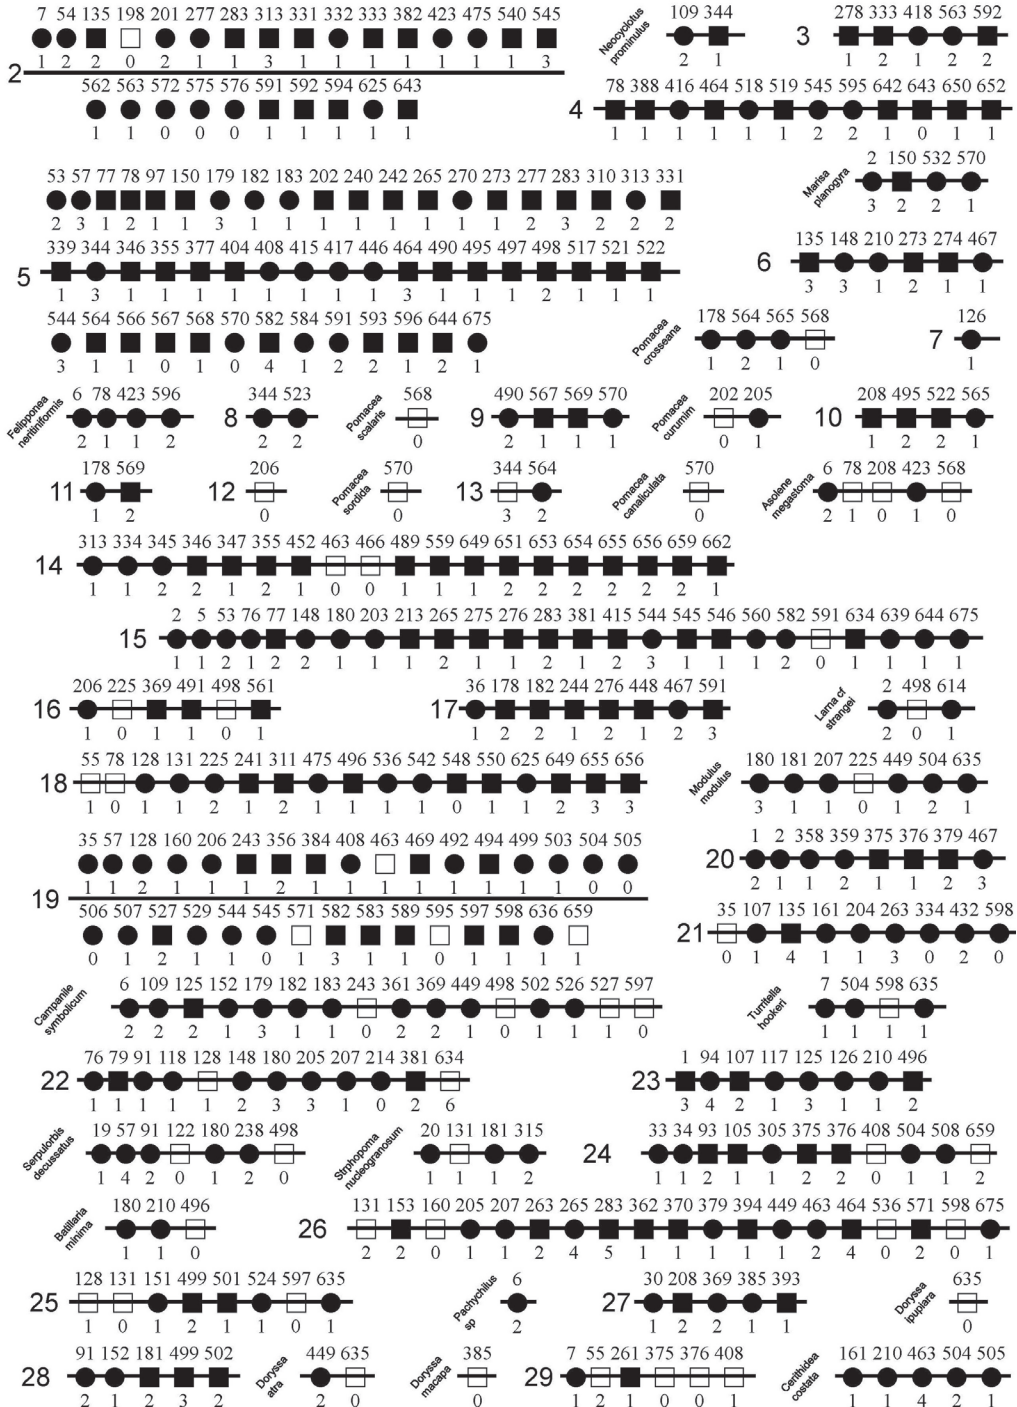 7 54 135 198 201 277 283 313 331 332 333 382 423 475 540 545
1 2 2 0 2 1 1 3 1 1 1 1 1 1 1 3
2
562 563 572 575 576 591 592 594 625 643
1 1 0 0 0 1 1 1 1 1
Neocyclotus prominulus
109 344
2 1
3
278 333 418 563 592
1 2 1 2 2
4
78 388 416 464 518 519 545 595 642 643 650 652
1 1 1 1 1 1 2 2 1 0 1 1
Marisa planogyra
2 150 532 570
3 2 2 1
53 57 77 78 97 150 179 182 183 202 240 242 265 270 273 277 283 310 313 331
2 3 1 2 1 1 3 1 1 1 1 1 1 1 1 2 3 2 2 2
5
339 344 346 355 377 404 408 415 417 446 464 490 495 497 498 517 521 522
1 3 1 1 1 1 1 1 1 1 3 1 1 1 2 1 1 1
544 564 566 567 568 570 582 584 591 593 596 644 675
3 1 1 0 1 0 4 1 2 2 1 2 1
6
135 148 210 273 274 467
3 3 1 2 1 1
Pomacea crosseana
178 564 565 568
1 2 1 0
7
126
1
Felipponea neritiniformis
6 78 423 596
2 1 1 2
8
344 523
2 2
Pomacea scalaris
568
0
9
490 567 569 570
2 1 1 1
Pomacea curumim
202 205
0 1
10
208 495 522 565
1 2 2 1
11
178 569
1 2
12
206
0
Pomacea sordida
570
0
13
344 564
3 2
Pomacea canaliculata
570
0
Asolene megastoma
6 78 208 423 568
2 1 0 1 0
14
313 334 345 346 347 355 452 463 466 489 559 649 651 653 654 655 656 659 662
1 1 2 2 1 2 1 0 0 1 1 1 2 2 2 2 2 2 1
15
2 5 53 76 77 148 180 203 213 265 275 276 283 381 415 544 545 546 560 582 591 634 639 644 675
1 1 2 1 2 2 1 1 1 2 1 1 2 1 2 3 1 1 1 2 0 1 1 1 1
16
206 225 369 491 498 561
1 0 1 1 0 1
17
36 178 182 244 276 448 467 591
1 2 2 1 2 1 2 3
Larna cf strangei
2 498 614
2 0 1
18
55 78 128 131 225 241 311 475 496 536 542 548 550 625 649 655 656
1 0 1 1 2 1 2 1 1 1 1 0 1 1 2 3 3
Modulus modulus
180 181 207 225 449 504 635
3 1 1 0 1 2 1
35 57 128 160 206 243 356 384 408 463 469 492 494 499 503 504 505
1 1 2 1 1 1 2 1 1 1 1 1 1 1 1 0 0
19
506 507 527 529 544 545 571 582 583 589 595 597 598 636 659
0 1 2 1 1 0 1 3 1 1 0 1 1 1 1
20
1 2 358 359 375 376 379 467
2 1 1 2 1 1 2 3
21
35 107 135 161 204 263 334 432 598
0 1 4 1 1 3 0 2 0
Campanile symbolicum
6 109 125 152 179 182 183 243 361 369 449 498 502 526 527 597
2 2 2 1 3 1 1 0 2 2 1 0 1 1 1 0
Turritella hookeri
7 504 598 635
1 1 1 1
22
76 79 91 118 128 148 180 205 207 214 381 634
1 1 1 1 1 2 3 3 1 0 2 6
23
1 94 107 117 125 126 210 496
3 4 2 1 3 1 1 2
Serpulorbis decussatus
19 57 91 122 180 238 498
1 4 2 0 1 2 0
Strphopoma nucleogranosum
20 131 181 315
1 1 1 2
24
33 34 93 105 305 375 376 408 504 508 659
1 1 2 1 1 2 2 0 1 1 2
Batillaria minima
180 210 496
1 1 0
26
131 153 160 205 207 263 265 283 362 370 379 394 449 463 464 536 571 598 675
2 2 0 1 1 2 4 5 1 1 1 1 1 2 4 0 2 0 1
25
128 131 151 499 501 524 597 635
1 0 1 2 1 1 0 1
Pachychilus sp
6
2
27
30 208 369 385 393
1 2 2 1 1
Doryssa ipupiara
635
0
28
91 152 181 499 502
2 1 2 3 2
Doryssa atra
449 635
2 0
Doryssa macapa
385
0
29
7 55 261 375 376 408
1 2 1 0 0 1
Cerithidea costata
161 210 463 504 505
1 1 4 2 1